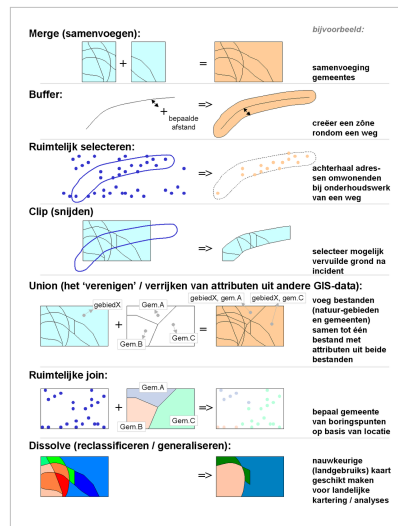 bijvoorbeeld:
Merge (samenvoegen):
+
=
samenvoeging
gemeentes
Buffer:
+
bepaalde
afstand
=>
creëer een zône
rondom een weg
Ruimtelijk selecteren:
=>
achterhaal adres-
sen omwonenden
bij onderhoudswerk
van een weg
Clip (snijden)
=>
selecteer mogelijk
vervuilde grond na
incident
Union (het ‘verenigen’ / verrijken van attributen uit andere GIS-data):
gebiedX
Gem.A
gebiedX, gem.A
gebiedX, gem.C
+
=
Gem.B
Gem.C
voeg bestanden
(natuur-gebieden
en gemeenten)
samen tot één
bestand met
attributen uit beide
bestanden
Ruimtelijke join:
Gem.A
+
=>
Gem.B
Gem.C
bepaal gemeente
van boringspunten
op basis van locatie
Dissolve (reclassificeren / generaliseren):
=>
nauwkeurige
(landgebruiks) kaart
geschikt maken
voor landelijke
kartering / analyses